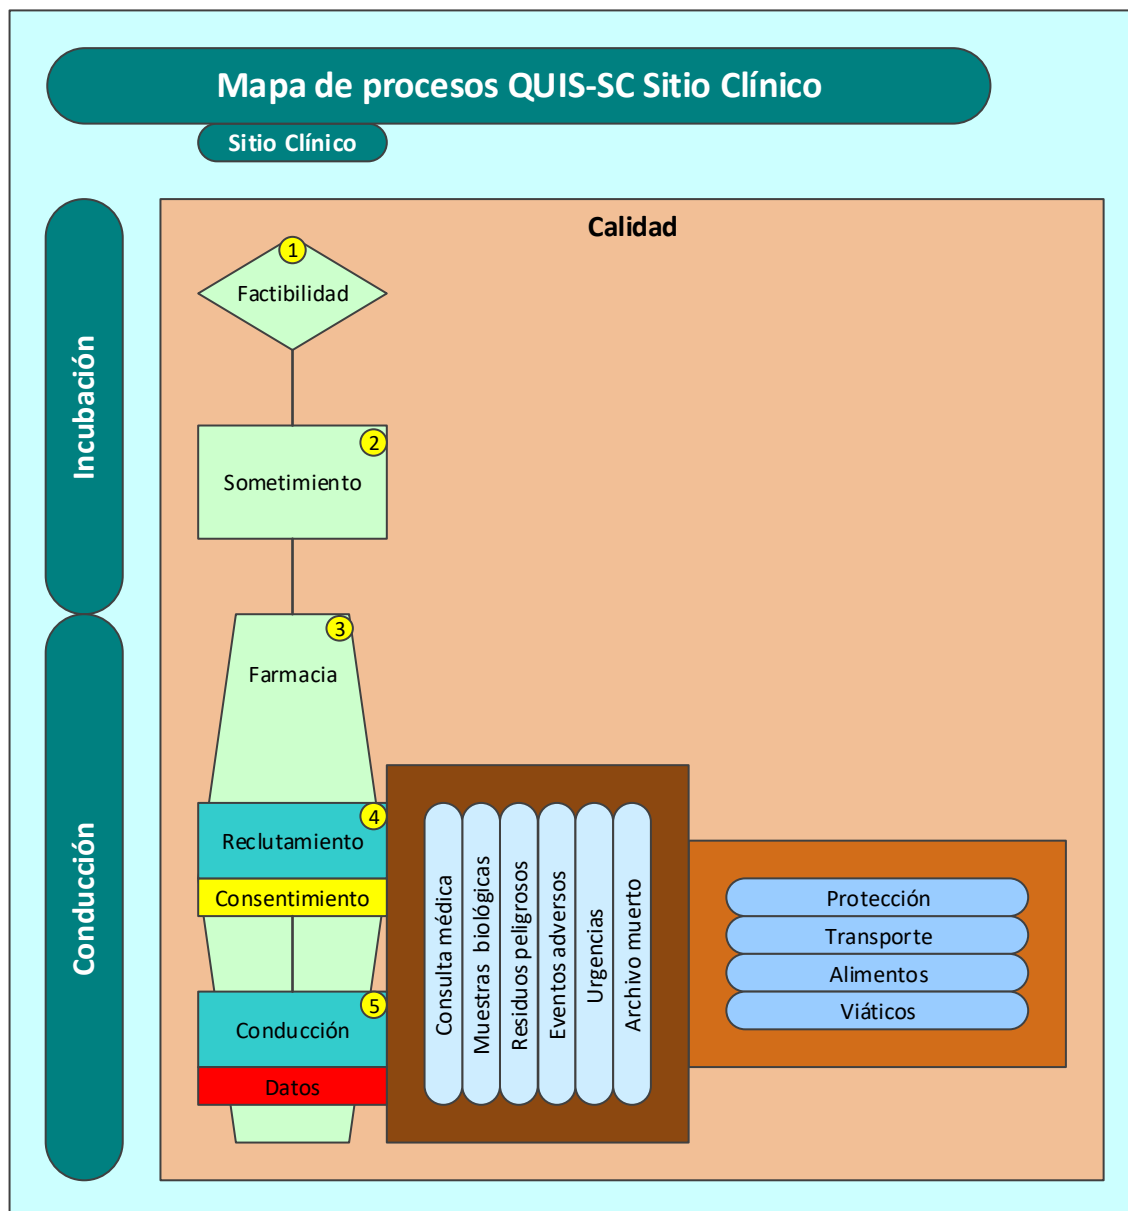 Mapa de procesos QUIS-SC Sitio Clínico
Sitio Clínico
Incubación
Calidad
1
Factibilidad
2
Sometimiento
Conducción
3
Farmacia
4
Reclutamiento
Consentimiento
5
Conducción
Datos
Consulta médica
Muestras biológicas
Residuos peligrosos
Eventos adversos
Urgencias
Archivo muerto
Protección
Transporte
Alimentos
Viáticos